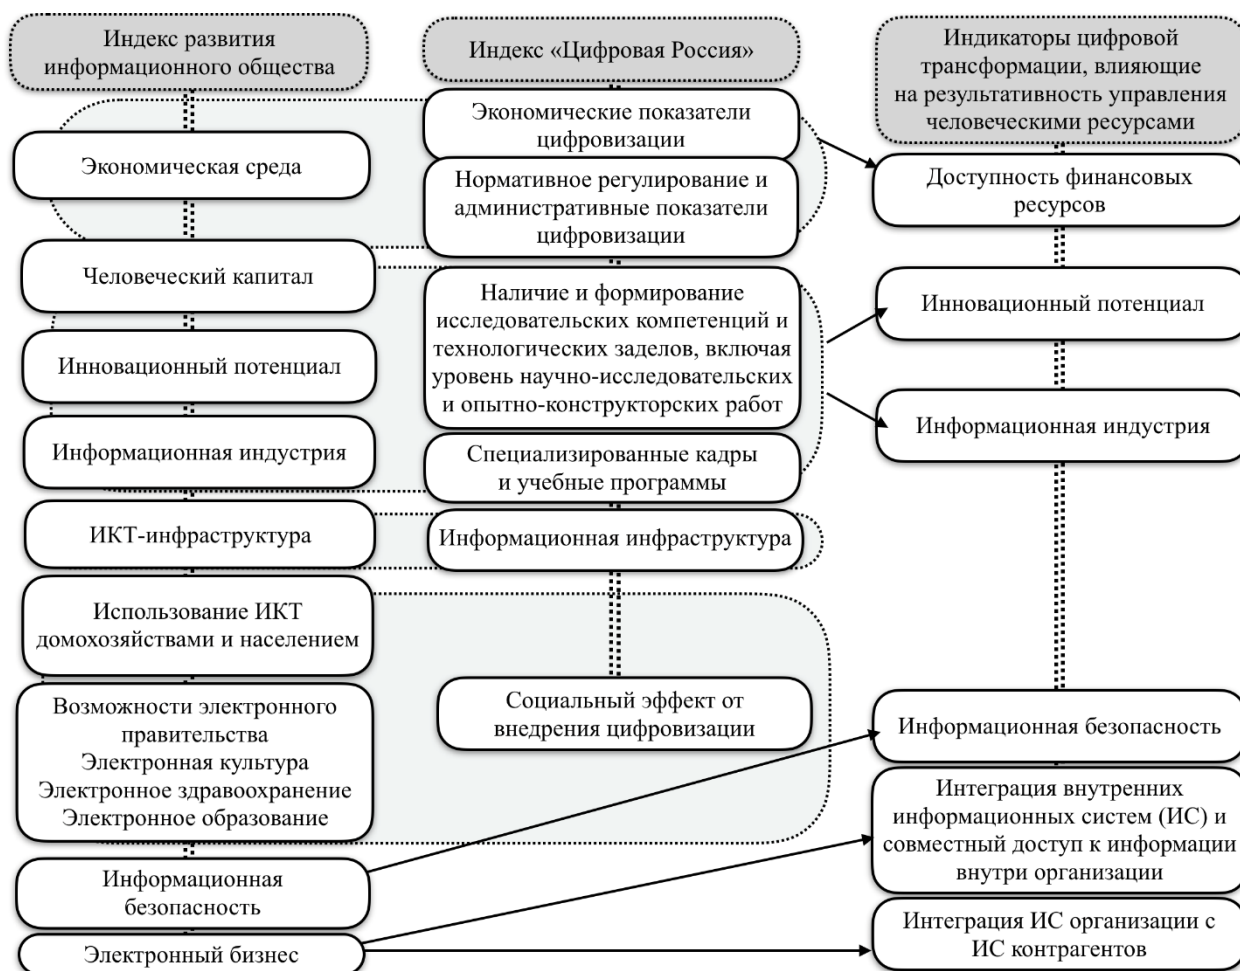 Индекс развития
информационного общества
Экономическая среда
Человеческий капитал
Инновационный потенциал
Информационная индустрия
ИКТ-инфраструктура
Использование ИКТ
домохозяйствами и населением
Возможности электронного
правительства
Электронная культура
Электронное здравоохранение
Электронное образование
Информационная
безопасность
Электронный бизнес
Индекс «Цифровая Россия»
Экономические показатели
цифровизации
Нормативное регулирование и
административные показатели
цифровизации
Наличие и формирование
исследовательских компетенций и
технологических заделов, включая
уровень научно-исследовательских
и опытно-конструкторских работ
Специализированные кадры
и учебные программы
Информационная инфраструктура
Социальный эффект от
внедрения цифровизации
Индикаторы цифровой
трансформации, влияющие
на результативность управления
человеческими ресурсами
Доступность финансовых
ресурсов
Инновационный потенциал
Информационная индустрия
Информационная безопасность
Интеграция внутренних
информационных систем (ИС) и
совместный доступ к информации
внутри организации
Интеграция ИС организации с
ИС контрагентов